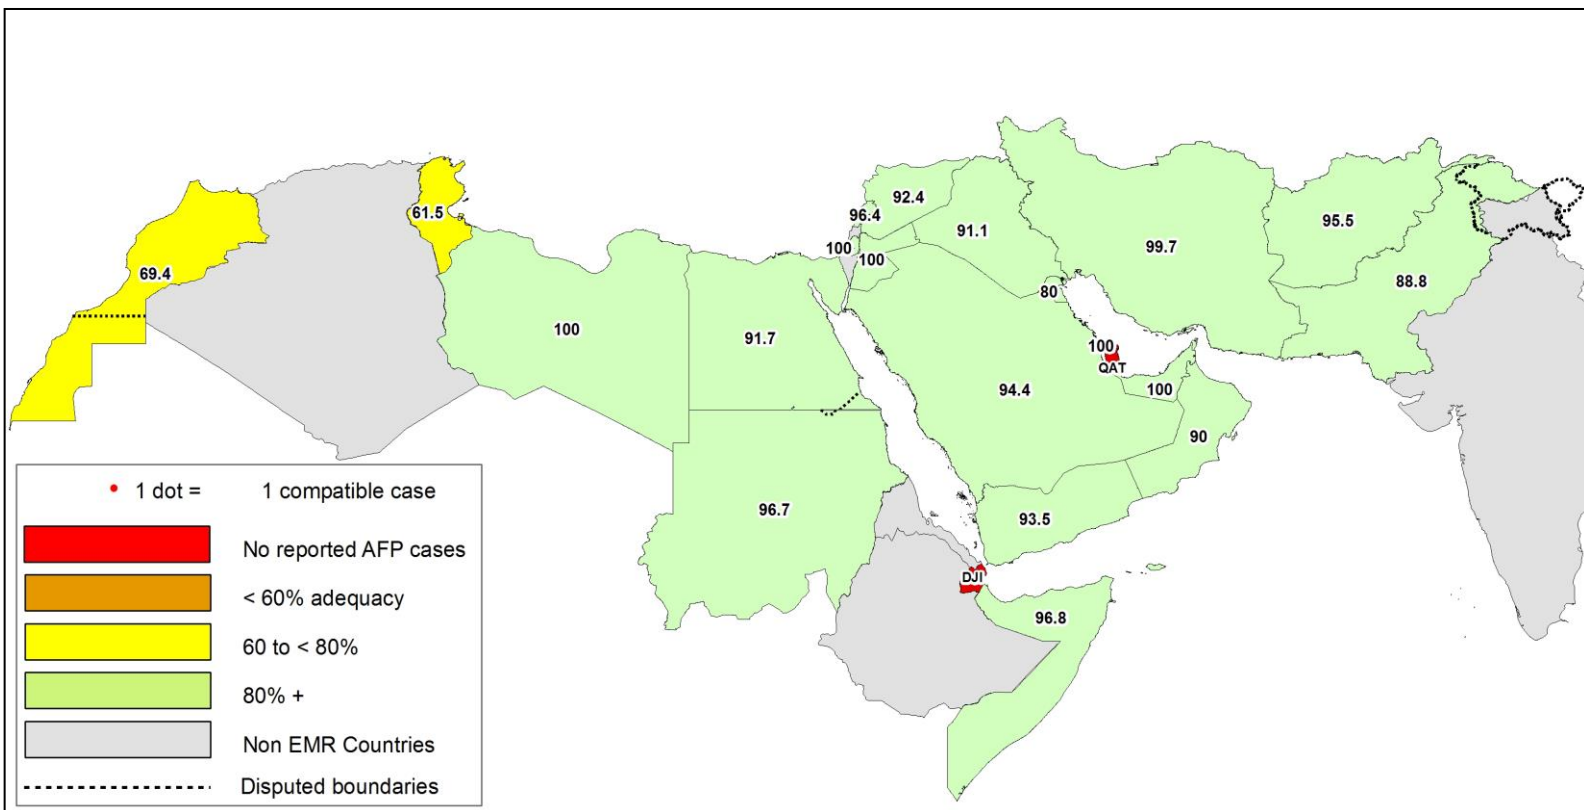 92.4
96.4
61.5
91.1
95.5
100
99.7
100
69.4
88.8
80
100
91.7
100
QAT
94.4
100
90
96.7
93.5
DJI
96.8
1 dot = 1 compatible case
No reported AFP cases
< 60% adequacy
60 to < 80%
80% +
Non EMR Countries
Disputed boundaries